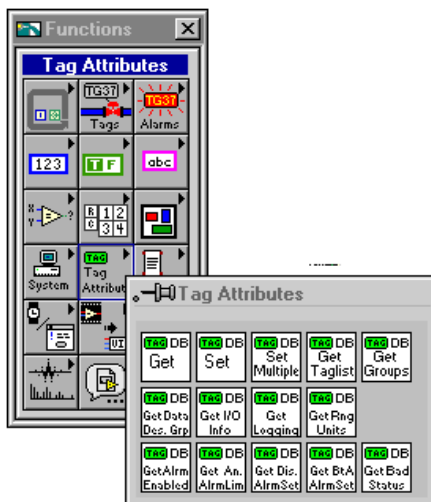 Functions
Tag Attributes
TG37
Tags
TG37
Alarms
123
T F
abc
X
Y
?
R 1 2
C 3 4
System
TAG
Tag
Attribut
Tag Attributes
TAG DB
Get
TAG DB
Set
TAG DB
Set
Multiple
TAG DB
Get
Taglist
TAG DB
Get
Groups
TAG DB
Get Data
Des. Grp
TAG DB
Get I/O
Info
TAG DB
Get
Logging
TAG DB
Get Rng
Units
TAG DB
GetAlrm
Enabled
TAG DB
Get An.
AlrmLim
TAG DB
Get Dis.
AlrmSet
TAG DB
Get BtA
AlrmSet
TAG DB
Get Bad
Status